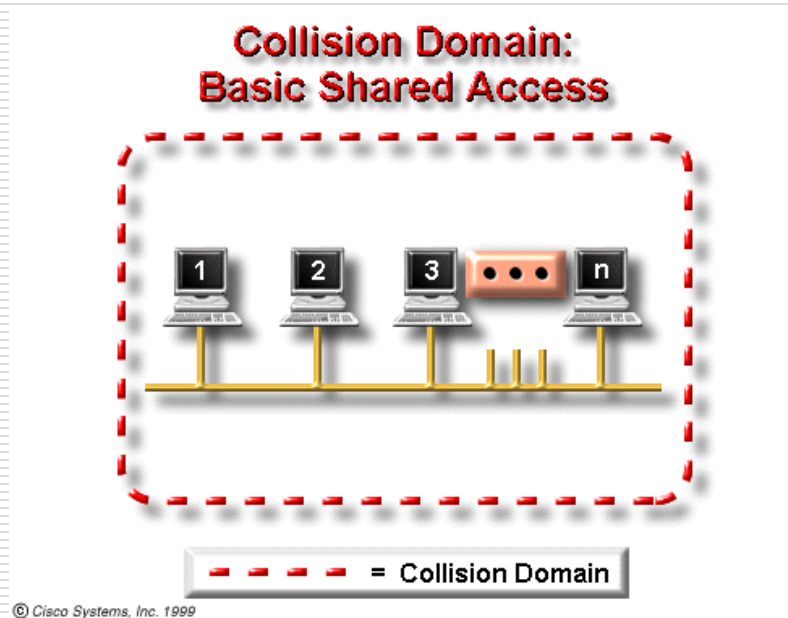 Collision Domain:
Basic Shared Access
1 2 3 n
= Collision Domain
© Cisco Systems, Inc. 1999